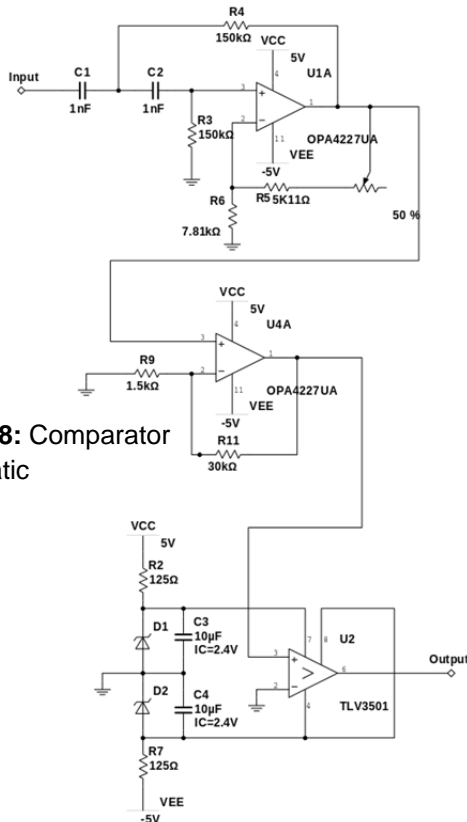 R4
150kΩ
VCC
5V
Input
C1
1nF
C2
1nF
4
U1A
3
1
2
R3
150kΩ
OPA4227UA
11
-5V
VEE
R5 5K11Ω
R6
7.81kΩ
50 %
VCC
5V
4
U4A
3
1
2
R9
1.5kΩ
OPA4227UA
11
VEE
-5V
8: Comparator
atic
R11
30kΩ
VCC
5V
R2
125Ω
D1
C3
10µF
IC=2.4V
7
8
U2
3
6
2
Output
D2
C4
10µF
IC=2.4V
4
TLV3501
R7
125Ω
VEE
-5V